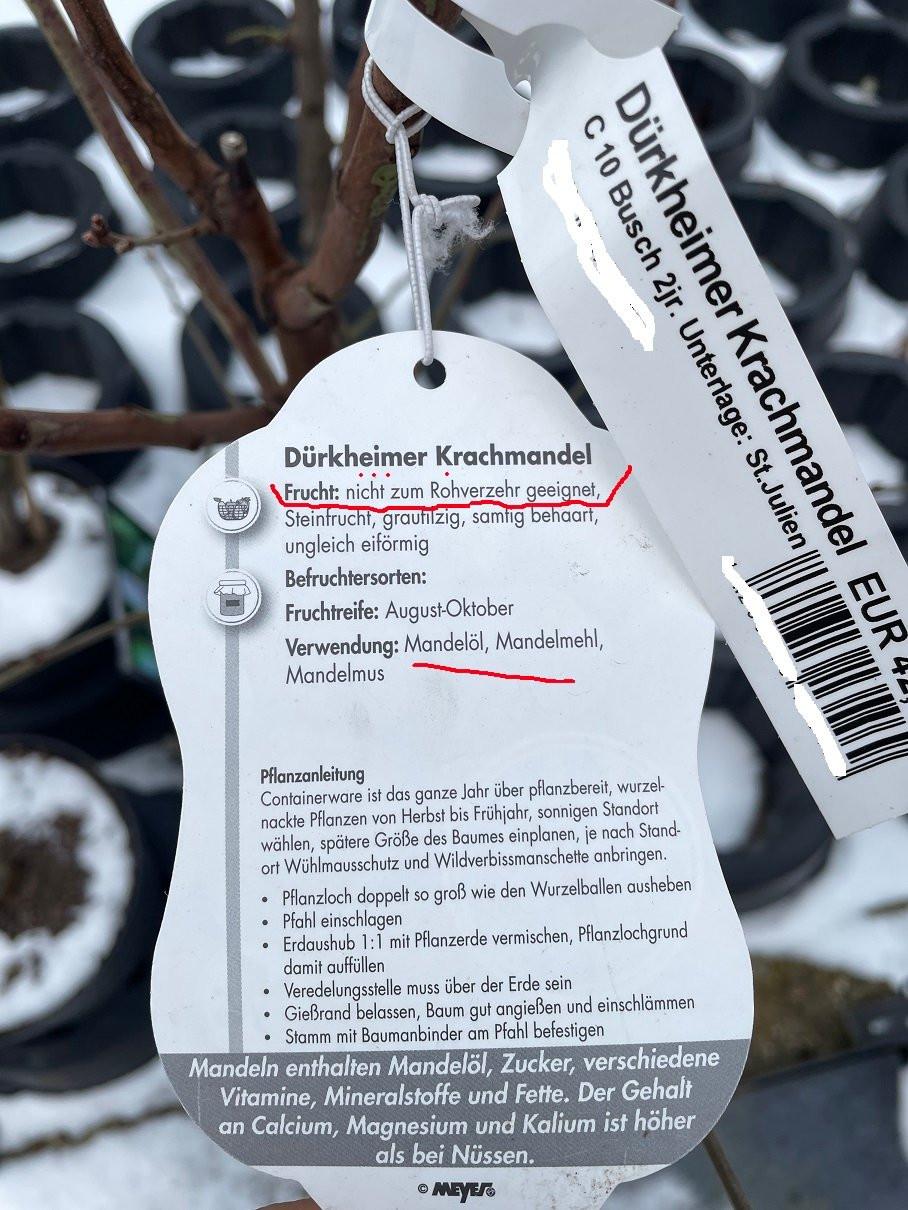 Dürkheimer Krachmandel EUR 42,
C 10 Busch 2jr. Unterlage: St.Julien
Dürkheimer Krachmandel
Frucht: nicht zum Rohverzehr geeignet,
Steinfrucht, graufilzig, samtig behaart,
ungleich eiförmig
Befruchtersorten:
Fruchtreife: August-Oktober
Verwendung: Mandelöl, Mandelmehl,
Mandelmus
Pflanzanleitung
Containerware ist das ganze Jahr über pflanzbereit, wurzel-
nackte Pflanzen von Herbst bis Frühjahr, sonnigen Standort
wählen, spätere Größe des Baumes einplanen, je nach Stand-
ort Wühlmausschutz und Wildverbissmanschette anbringen.
• Pflanzloch doppelt so groß wie den Wurzelballen ausheben
• Pfahl einschlagen
• Erdaushub 1:1 mit Pflanzerde vermischen, Pflanzlochgrund
damit auffüllen
• Veredelungsstelle muss über der Erde sein
• Gießrand belassen, Baum gut angießen und einschlämmen
• Stamm mit Baumanbinder am Pfahl befestigen
Mandeln enthalten Mandelöl, Zucker, verschiedene
Vitamine, Mineralstoffe und Fette. Der Gehalt
an Calcium, Magnesium und Kalium ist höher
als bei Nüssen.
© MEYER